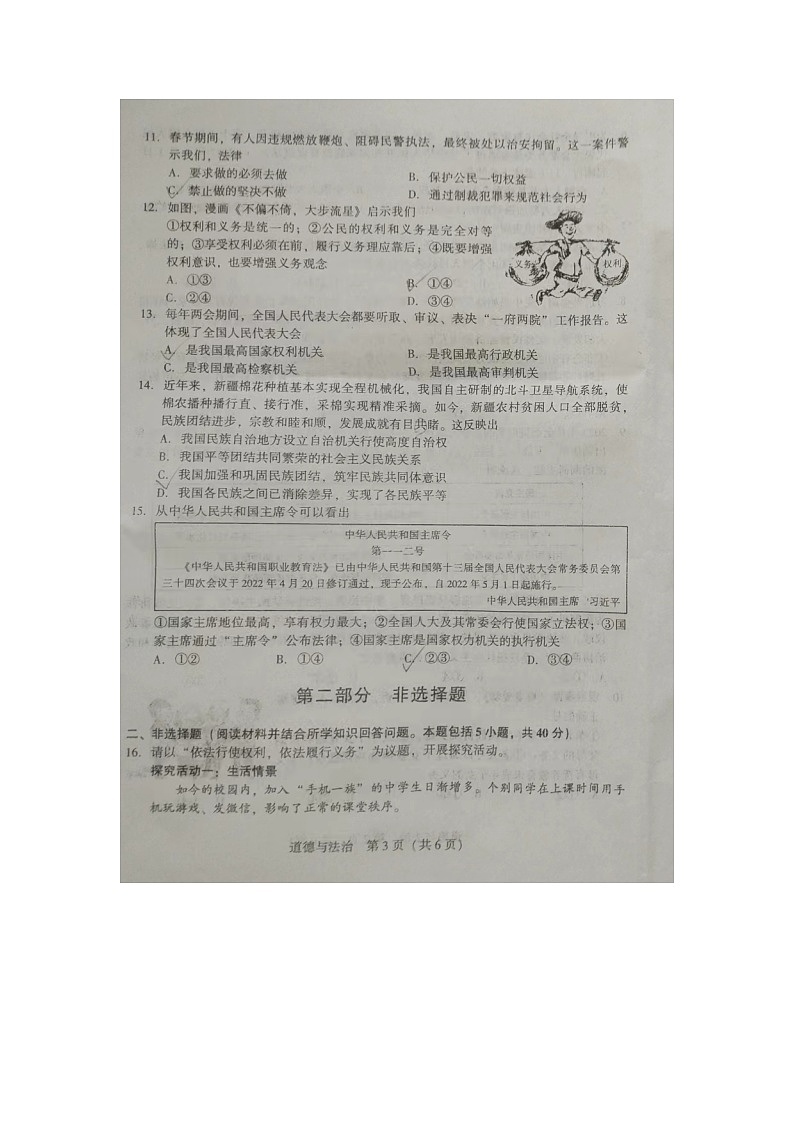 11. 春节期间，有人因违规燃放鞭炮、阻碍民警执法，最终被处以治安拘留。这一案件警
示我们，法律
A. 要求做的必须去做 B. 保护公民一切权益
C. 禁止做的坚决不做 D. 通过制裁犯罪来规范社会行为
12. 如图，漫画《不偏不倚，大步流星》启示我们
①权利和义务是统一的；②公民的权利和义务是完全对等
的；③享受权利必须在前，履行义务理应靠后；④既要增强
权利意识，也要增强义务观念
义务 权利
A. ①③ B. ①④
C. ②④ D. ③④
13. 每年两会期间，全国人民代表大会都要听取、审议、表决“一府两院”工作报告。这
体现了全国人民代表大会
A. 是我国最高国家权利机关 B. 是我国最高行政机关
C. 是我国最高检察机关 D. 是我国最高审判机关
14. 近年来，新疆棉花种植基本实现全程机械化，我国自主研制的北斗卫星导航系统，使
棉农播种播行直、接行准，采棉实现精准采摘。如今，新疆农村贫困人口全部脱贫，
民族团结进步，宗教和睦和顺，发展成就有目共睹。这反映出
A. 我国民族自治地方设立自治机关行使高度自治权
B. 我国平等团结共同繁荣的社会主义民族关系
C. 我国加强和巩固民族团结，筑牢民族共同体意识
D. 我国各民族之间已消除差异，实现了各民族平等
15. 从中华人民共和国主席令可以看出
中华人民共和国主席令
第一一二号
《中华人民共和国职业教育法》已由中华人民共和国第十三届全国人民代表大会常务委员会第
三十四次会议于 2022 年 4 月 20 日修订通过，现予公布，自 2022 年 5 月 1 日起施行。
中华人民共和国主席 习近平
①国家主席地位最高，享有权力最大；②全国人大及其常委会行使国家立法权；③国
家主席通过“主席令”公布法律；④国家主席是国家权力机关的执行机关
A. ①② B. ①④ C. ②③ D. ③④
第二部分 非选择题
二、非选择题（阅读材料并结合所学知识回答问题。本题包括 5 小题，共 40 分）
16. 请以“依法行使权利，依法履行义务”为议题，开展探究活动。
探究活动一：生活情景
如今的校园内，加入“手机一族”的中学生日渐增多。个别同学在上课时间用手
机玩游戏、发微信，影响了正常的课堂秩序。
道德与法治 第 3 页（共 6 页）